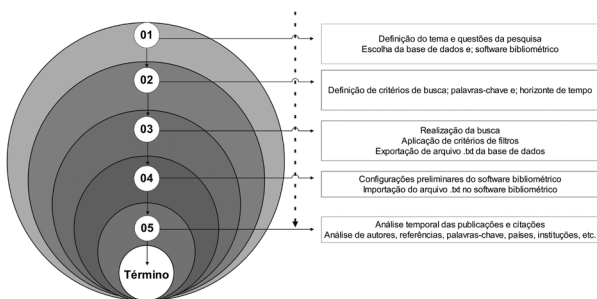 01
Definição do tema e questões da pesquisa
Escolha da base de dados e; software bibliométrico
02
Definição de critérios de busca; palavras-chave e; horizonte de tempo
03
Realização da busca
Aplicação de critérios de filtros
Exportação de arquivo .txt da base de dados
04
Configurações preliminares do software bibliométrico
Importação do arquivo .txt no software bibliométrico
05
Análise temporal das publicações e citações
Análise de autores, referências, palavras-chave, países, instituções, etc.
Término